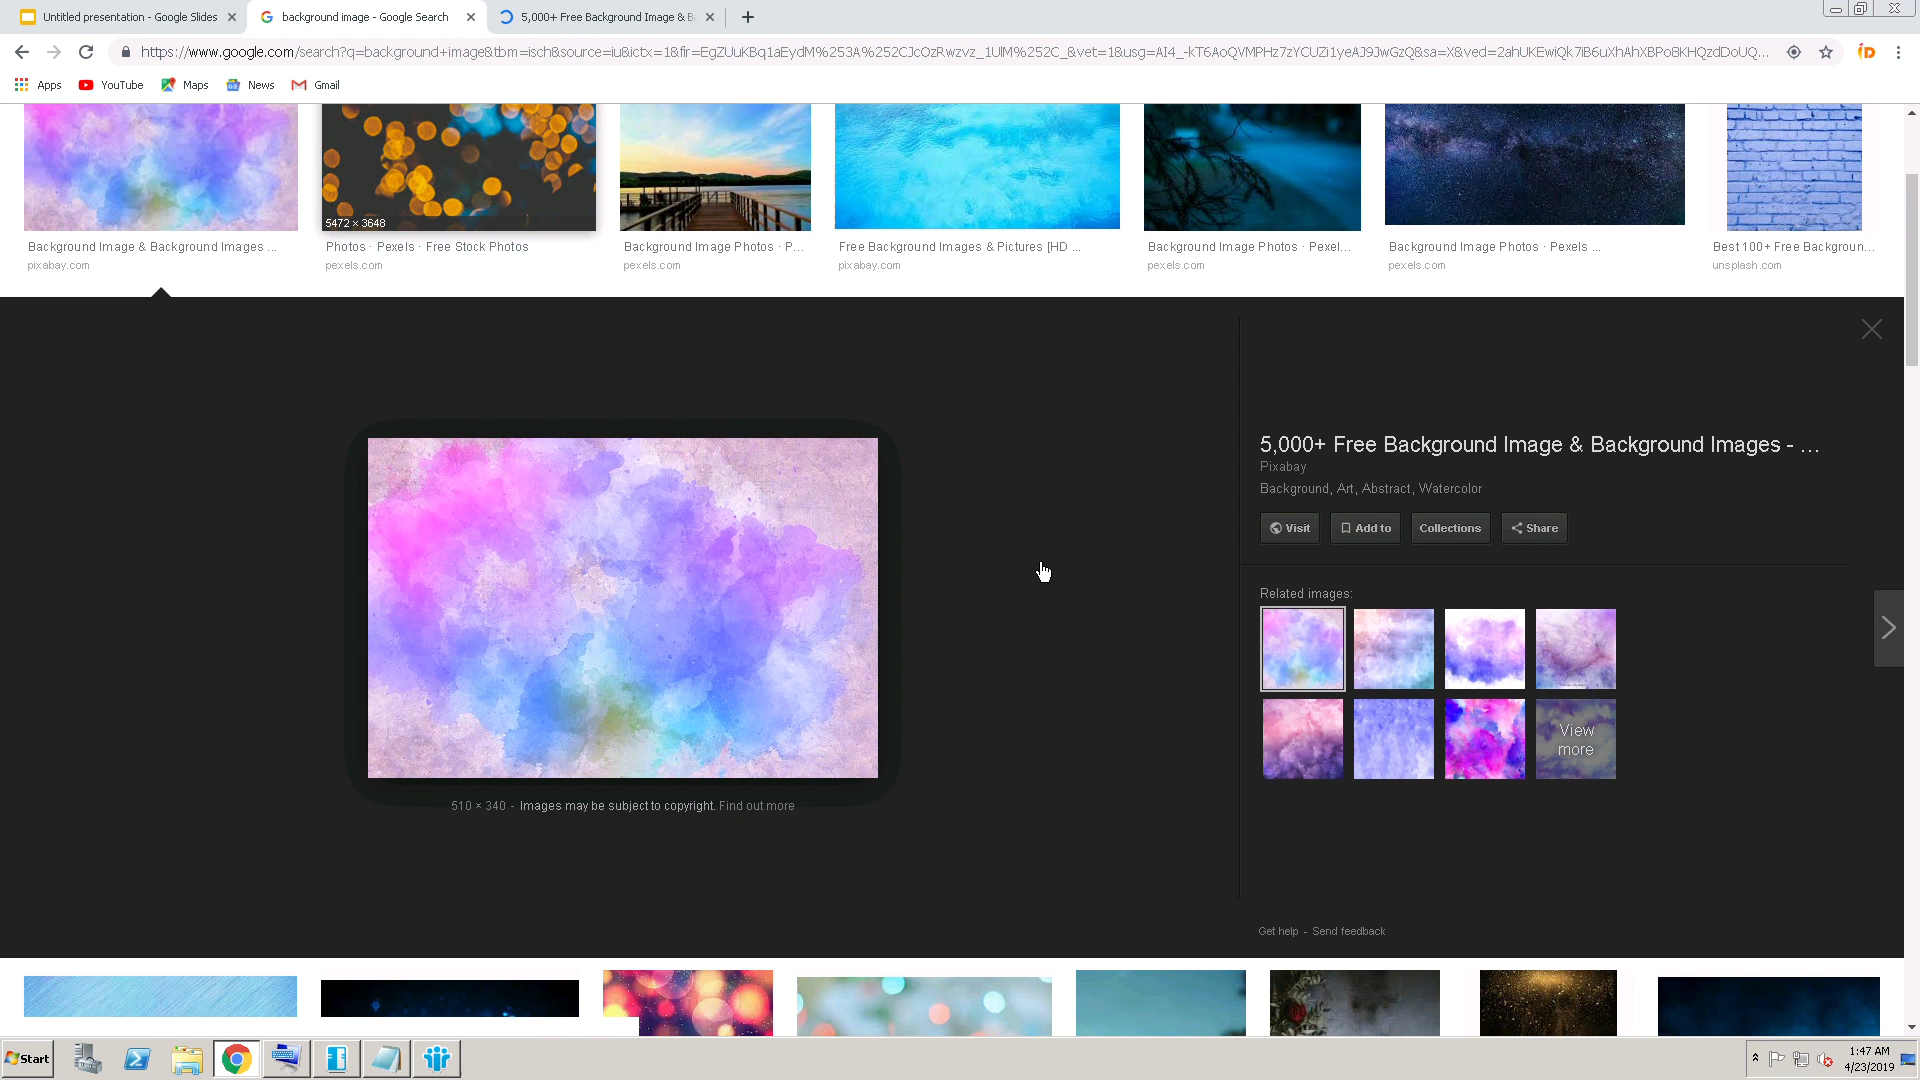 Untitled presentation - Google Slides
background image - Google Search
5,000+ Free Background Image & B
https://www.google.com/search?q=background+image&tbm=isch&source=iu&ictx=1&fir=EgZUuKBq1aEydM%253A%252CJcOzRwzvz_1UlM%252C_&vet=1&usg=AI4_-kT6AoQVMPHz7zYCUZi1yeAJ9JwGzQ&sa=X&ved=2ahUKEwiQk7iB6uXhAhXBPo8KHQzdDoUQ...
Apps
YouTube
Maps
News
Gmail
5472 × 3648
Background Image & Background Images ...
Photos · Pexels · Free Stock Photos
Background Image Photos · P...
Free Background Images & Pictures [HD ...
Background Image Photos · Pexel...
Background Image Photos · Pexels ...
Best 100+ Free Backgroun...
pixabay.com
pexels.com
pexels.com
pixabay.com
pexels.com
pexels.com
unsplash.com
5,000+ Free Background Image & Background Images - ...
Pixabay
Background, Art, Abstract, Watercolor
Visit
Add to
Collections
Share
Related images:
View
more
510 × 340 - Images may be subject to copyright. Find out more
Get help - Send feedback
Start
1:47 AM
4/23/2019